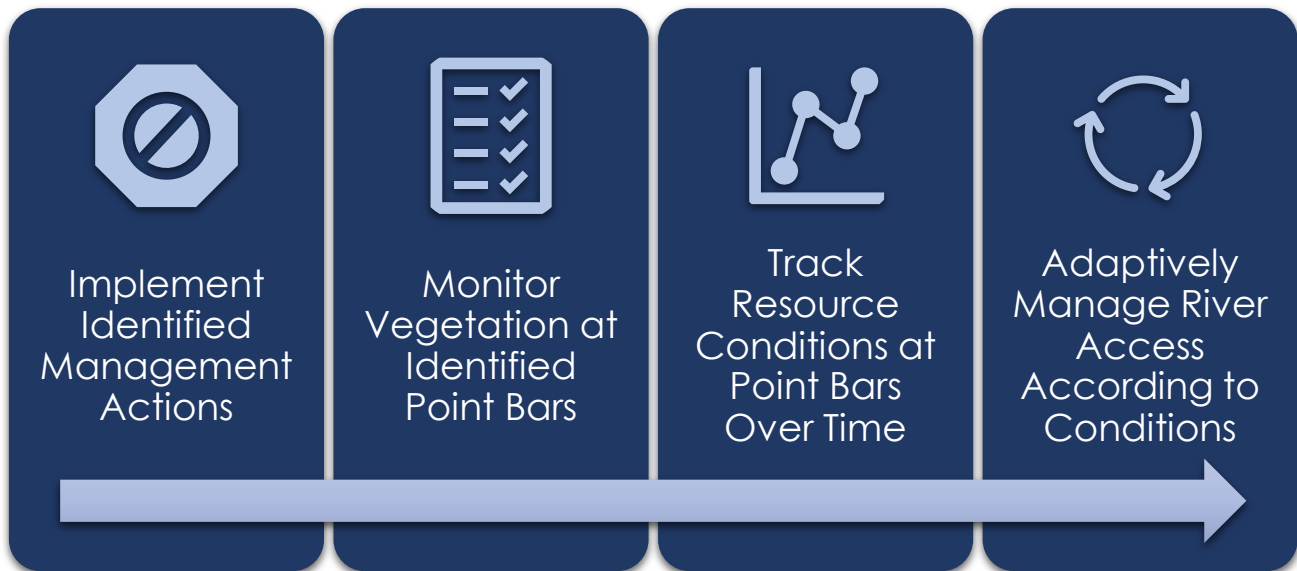 Implement
Identified
Management
Actions
Monitor
Vegetation at
Identified
Point Bars
Track
Resource
Conditions at
Point Bars
Over Time
Adaptively
Manage River
Access
According to
Conditions